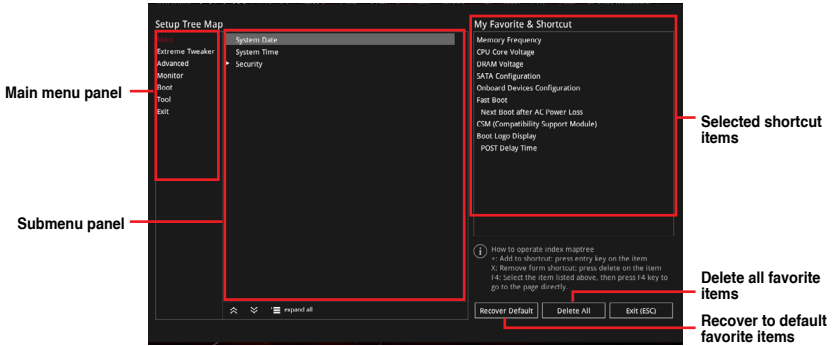 Setup Tree Map
My Favorite & Shortcut
Main
Extreme Tweaker
Advanced
Monitor
Boot
Tool
Exit
System Date
System Time
Security
Memory Frequency
CPU Core Voltage
DRAM Voltage
SATA Configuration
Onboard Devices Configuration
Fast Boot
Next Boot after AC Power Loss
CSM (Compatibility Support Module)
Boot Logo Display
POST Delay Time
Main menu panel
Submenu panel
Selected shortcut
items
How to operate index maptree
+: Add to shortcut: press entry key on the item
X: Remove form shortcut: press delete on the item
F4: Select the item listed above, then press F4 key to
go to the page directly.
expand all
Recover Default
Delete All
Exit (ESC)
Delete all favorite
items
Recover to default
favorite items